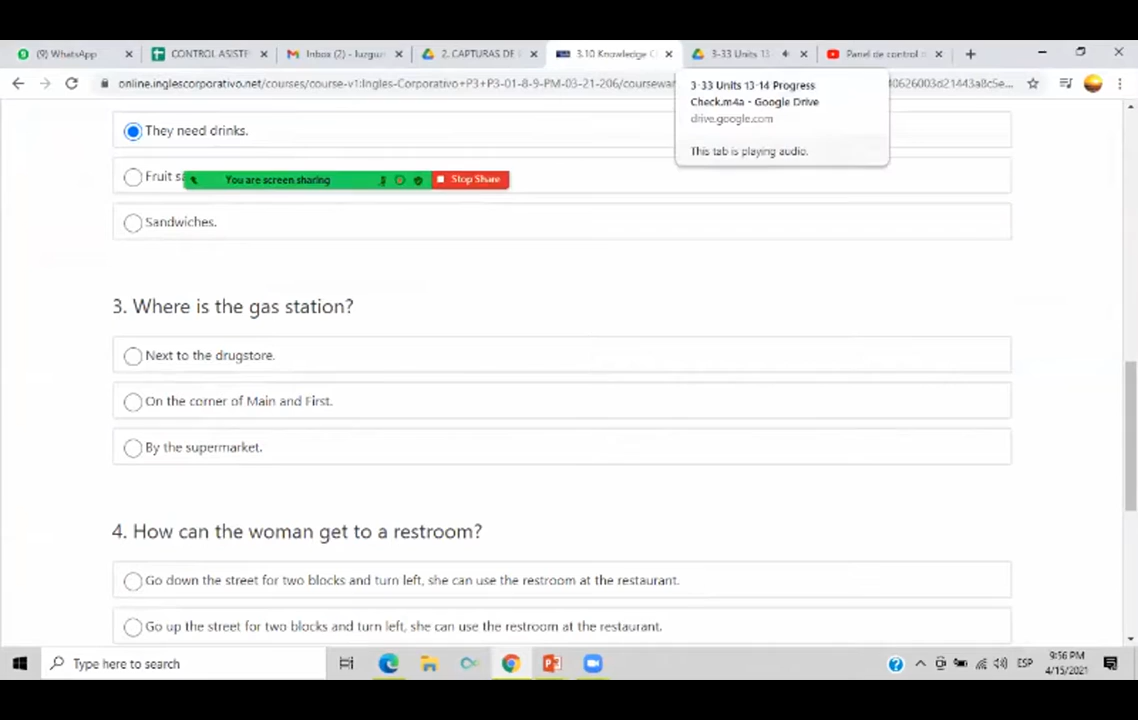 (9) WhatsApp
CONTROL ASISTE
Inbox (2) - luzgui
2. CAPTURAS DE
3.10 Knowledge C
3-33 Units 13
Panel de control
online.inglescorporativo.net/courses/course-v1:Ingles-Corporativo+P3+P3-01-8-9-PM-03-21-206/coursewar
40626003d21443a8c5e...
3-33 Units 13-14 Progress
Check.m4a - Google Drive
drive.google.com
This tab is playing audio.
They need drinks.
Fruit s
You are screen sharing
Stop Share
Sandwiches.
3. Where is the gas station?
Next to the drugstore.
On the corner of Main and First.
By the supermarket.
4. How can the woman get to a restroom?
Go down the street for two blocks and turn left, she can use the restroom at the restaurant.
Go up the street for two blocks and turn left, she can use the restroom at the restaurant.
Type here to search
ESP
9:56 PM
4/15/2021